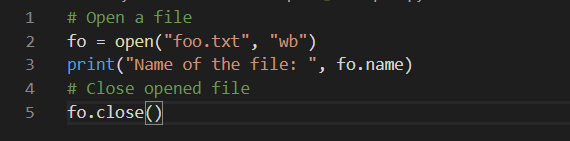 1 # Open a file
2 fo = open("foo.txt", "wb")
3 print("Name of the file: ", fo.name)
4 # Close opened file
5 fo.close()